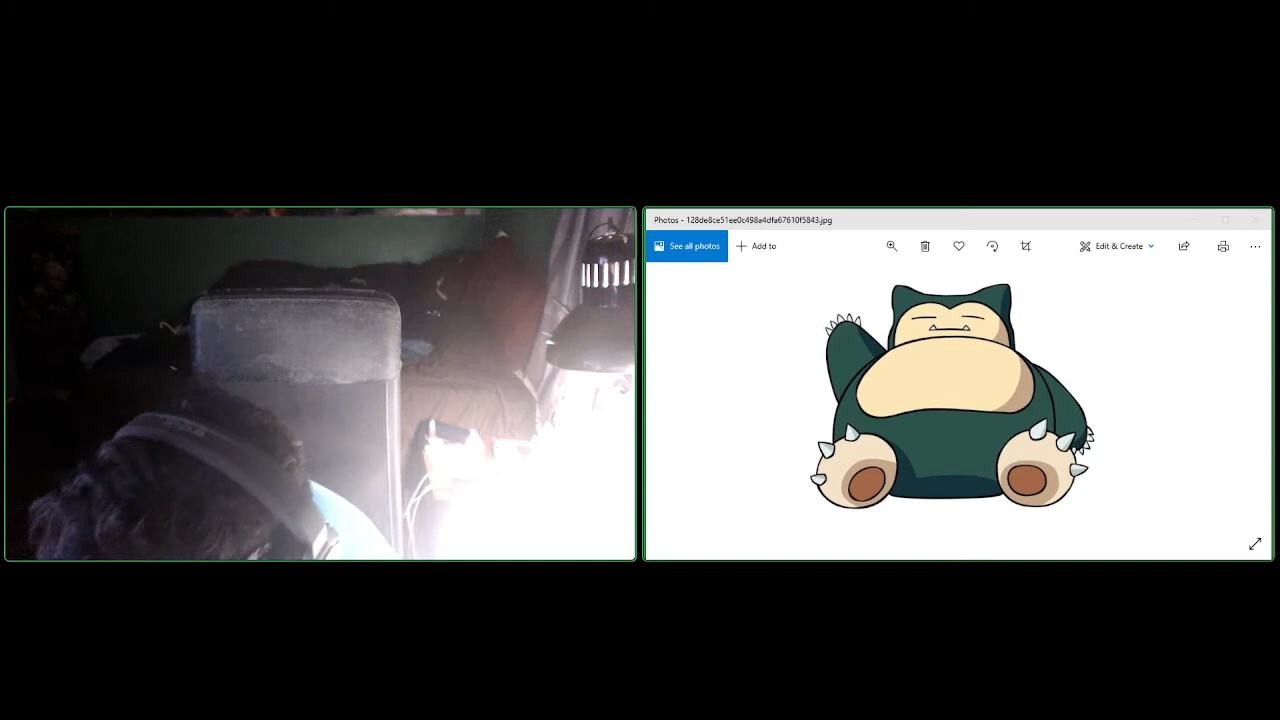 Photos - 128de8ce51ee0c498a4dfa67610f5843.jpg
See all photos
Add to
Edit & Create